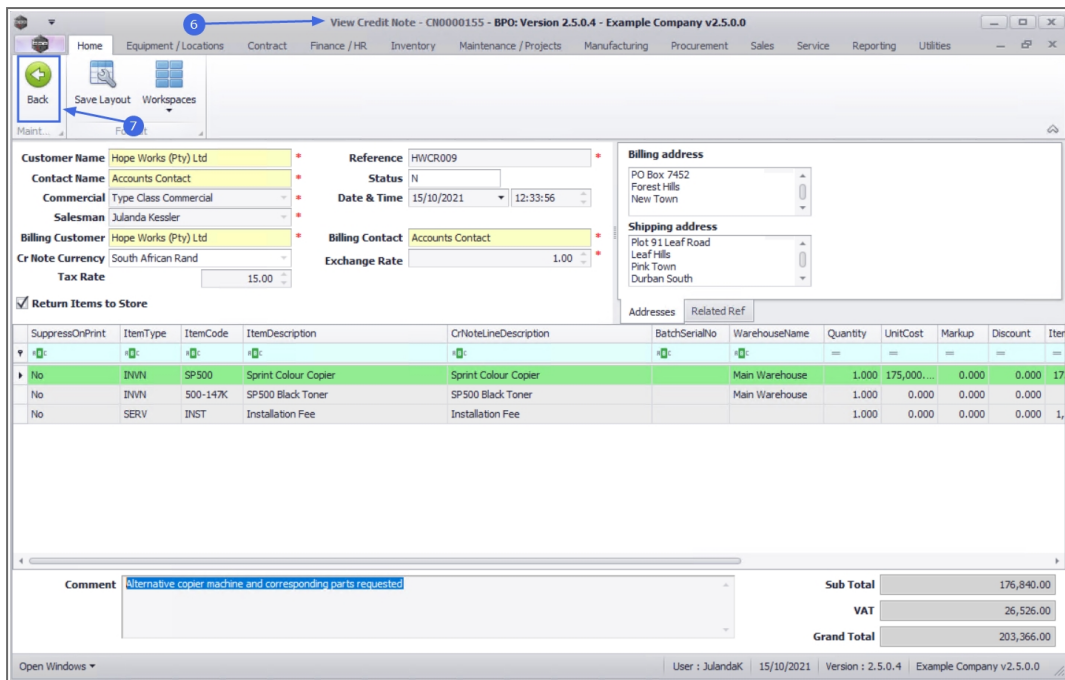 6
View Credit Note - CN0000155 - BPO: Version 2.5.0.4 - Example Company v2.5.0.0
Home Equipment / Locations Contract Finance / HR Inventory Maintenance / Projects Manufacturing Procurement Sales Service Reporting Utilities
Back Save Layout Workspaces
7
Maint... Format
Customer Name Hope Works (Pty) Ltd * Reference HWCR009 *
Contact Name Accounts Contact * Status N
Commercial Type Class Commercial * Date & Time 15/10/2021 12:33:56
Salesman Julanda Kessler *
Billing Customer Hope Works (Pty) Ltd * Billing Contact Accounts Contact *
Cr Note Currency South African Rand Exchange Rate 1.00 *
Tax Rate 15.00
Return Items to Store
Billing address
PO Box 7452
Forest Hills
New Town
Shipping address
Plot 91 Leaf Road
Leaf Hills
Pink Town
Durban South
Addresses Related Ref
SuppressOnPrint ItemType ItemCode ItemDescription CrNoteLineDescription BatchSerialNo WarehouseName Quantity UnitCost Markup Discount Iter
No INVN SP500 Sprint Colour Copier Sprint Colour Copier Main Warehouse 1.000 175,000.... 0.000 0.000 17
No INVN 500-147K SP500 Black Toner SP500 Black Toner Main Warehouse 1.000 0.000 0.000 0.000
No SERV INST Installation Fee Installation Fee 1.000 0.000 0.000 0.000 1,
Comment Alternative copier machine and corresponding parts requested
Sub Total 176,840.00
VAT 26,526.00
Grand Total 203,366.00
Open Windows User : JulandaK 15/10/2021 Version : 2.5.0.4 Example Company v2.5.0.0